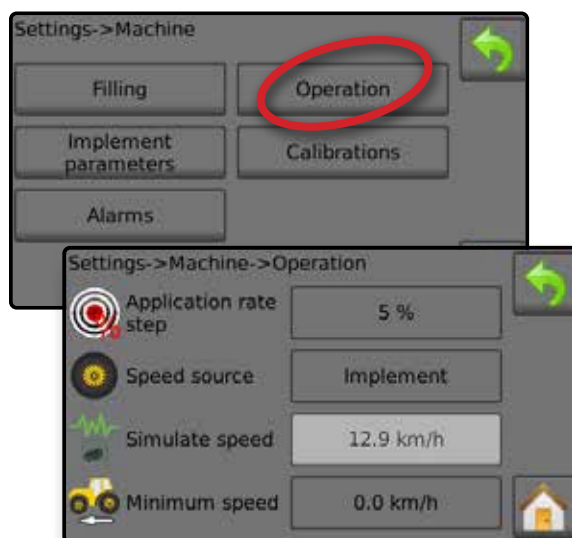 Settings->Machine
Filling
Operation
Implement
parameters
Calibrations
Alarms
Settings->Machine->Operation
Application rate
step
5 %
Speed source
Implement
Simulate speed
12.9 km/h
Minimum speed
0.0 km/h